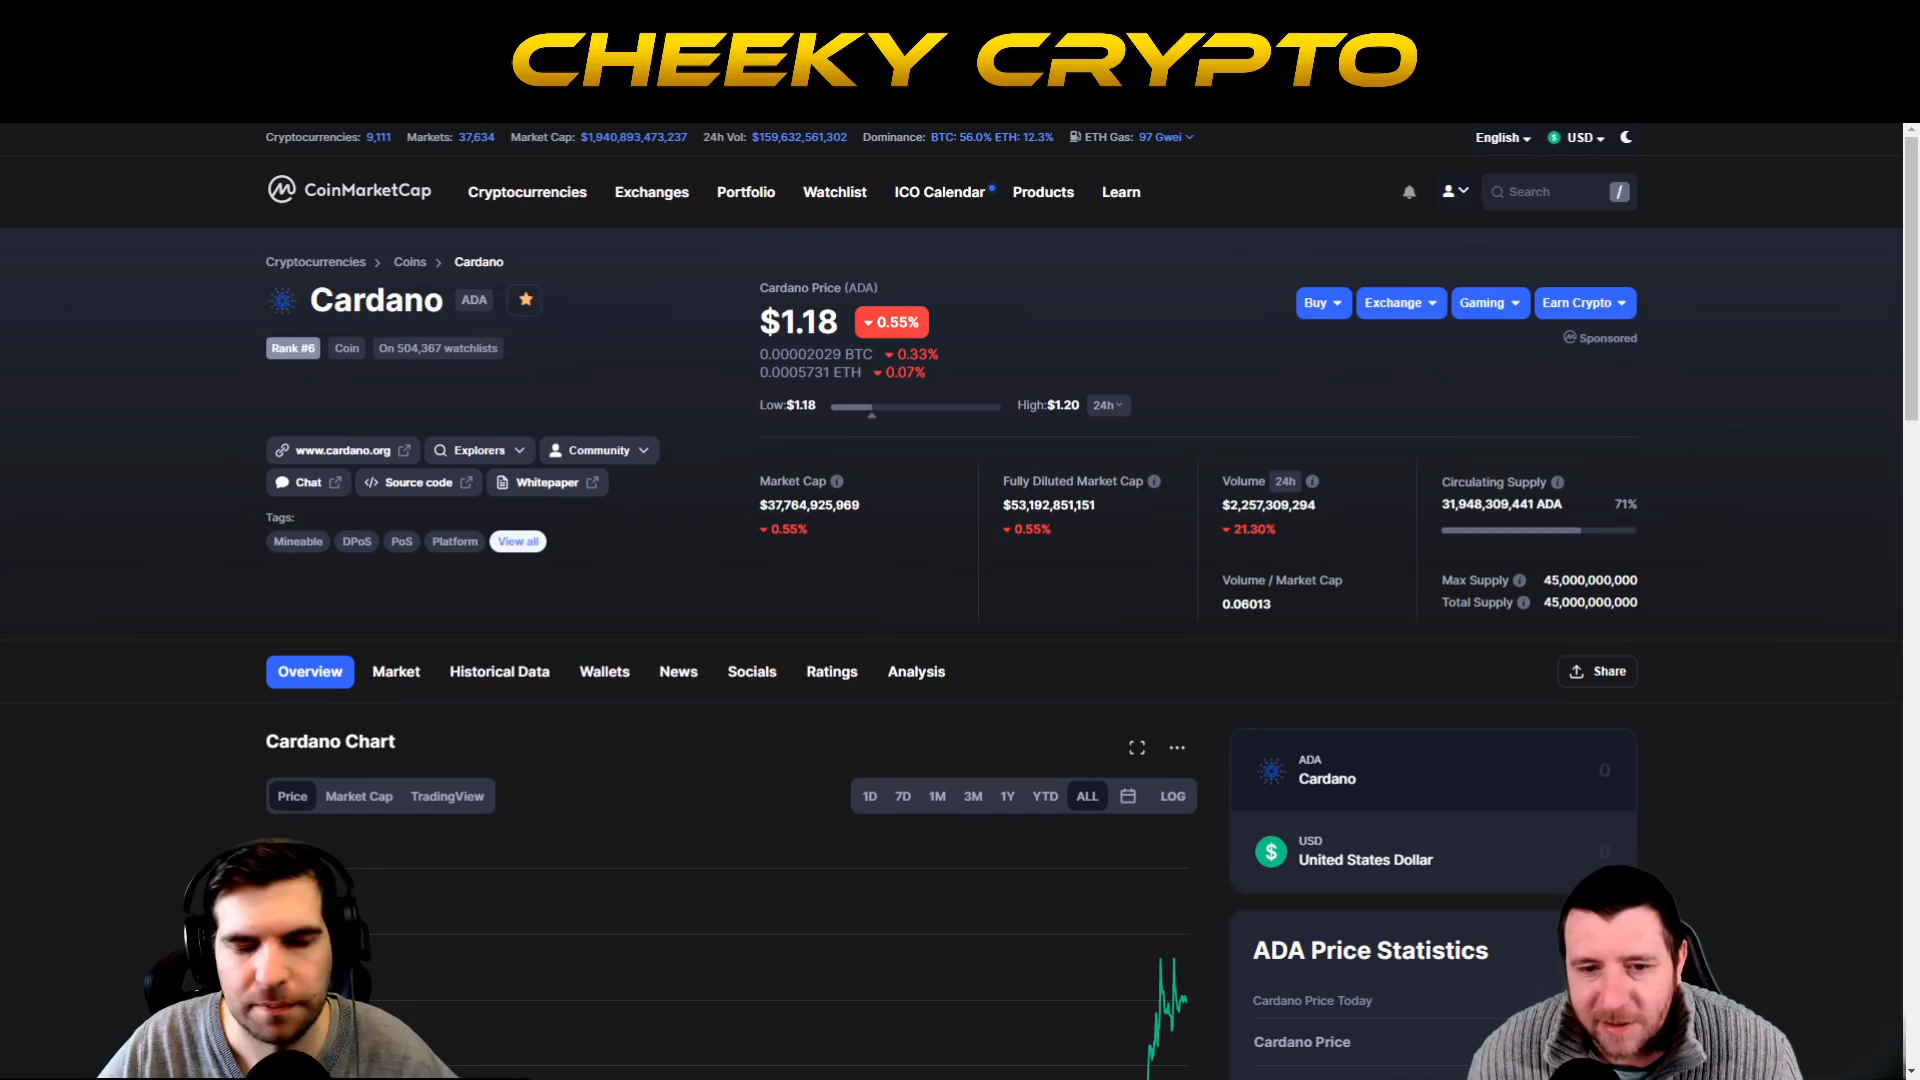 CHEEKY CRYPTO
Cryptocurrencies: 9,111 Markets: 37,634 Market Cap: $1,940,893,473,237 24h Vol: $159,632,561,302 Dominance: BTC: 56.0% ETH: 12.3% ETH Gas: 97 Gwei English USD
CoinMarketCap Cryptocurrencies Exchanges Portfolio Watchlist ICO Calendar Products Learn Search /
Cryptocurrencies > Coins > Cardano
Cardano ADA
Rank #6 Coin On 504,367 watchlists
www.cardano.org Explorers Community
Chat Source code Whitepaper
Tags:
Mineable DPoS PoS Platform View all
Cardano Price (ADA)
$1.18 0.55%
0.00002029 BTC 0.33%
0.0005731 ETH 0.07%
Low:$1.18 High:$1.20 24h
Buy Exchange Gaming Earn Crypto
Sponsored
Market Cap
$37,764,925,969
0.55%
Fully Diluted Market Cap
$53,192,851,151
0.55%
Volume 24h
$2,257,309,294
21.30%
Volume / Market Cap
0.06013
Circulating Supply
31,948,309,441 ADA 71%
Max Supply 45,000,000,000
Total Supply 45,000,000,000
Overview Market Historical Data Wallets News Socials Ratings Analysis Share
Cardano Chart
Price Market Cap TradingView 1D 7D 1M 3M 1Y YTD ALL LOG
ADA
Cardano 0
USD
$ United States Dollar 0
ADA Price Statistics
Cardano Price Today
Cardano Price